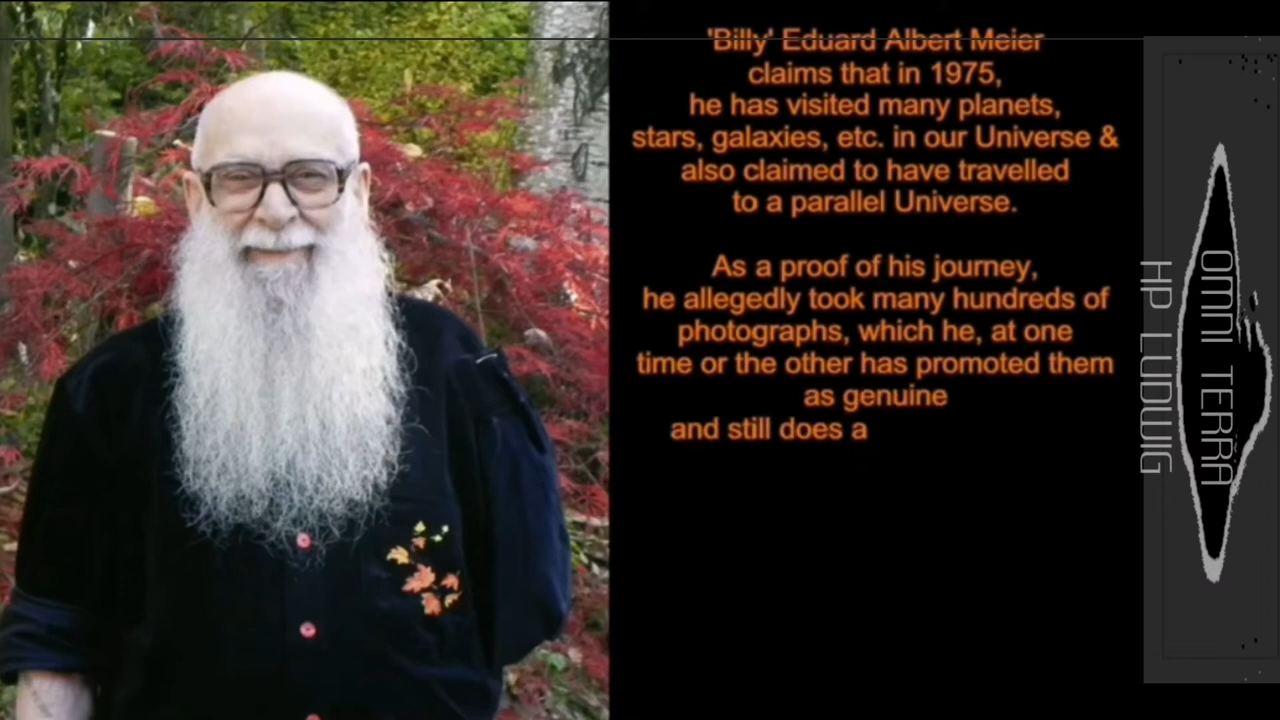 'Billy' Eduard Albert Meier
claims that in 1975,
he has visited many planets,
stars, galaxies, etc. in our Universe &
also claimed to have travelled
to a parallel Universe.
As a proof of his journey,
he allegedly took many hundreds of
photographs, which he, at one
time or the other has promoted them
as genuine
and still does a
OMNI TERRA
HP LUDWIG